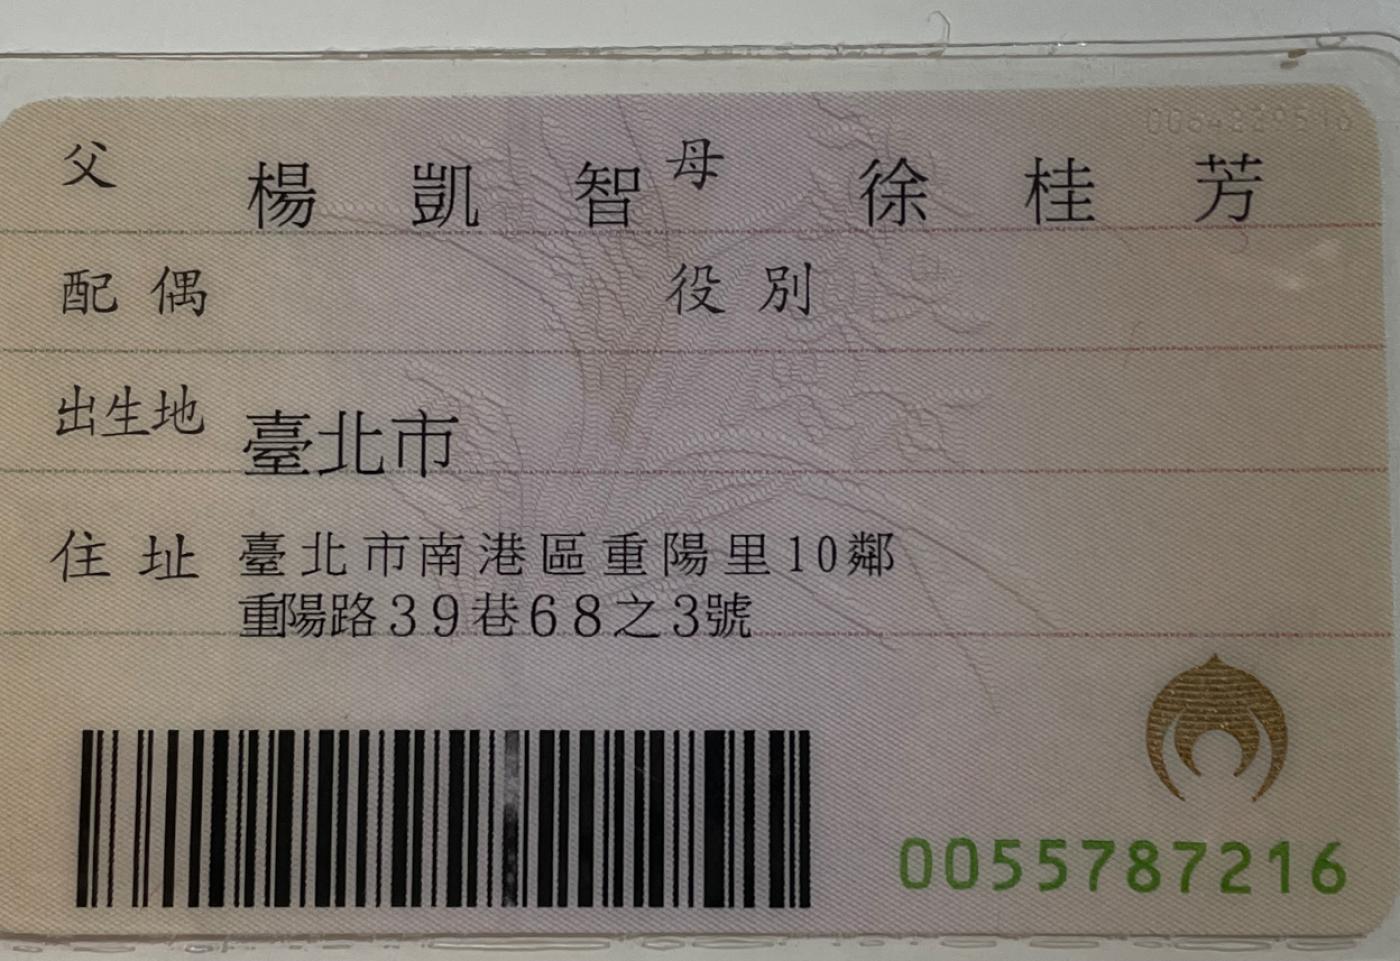 父 楊凱智 母 徐桂芳
配偶 役別
出生地 臺北市
住址 臺北市南港區重陽里10鄰
重陽路39巷68之3號
0055787216